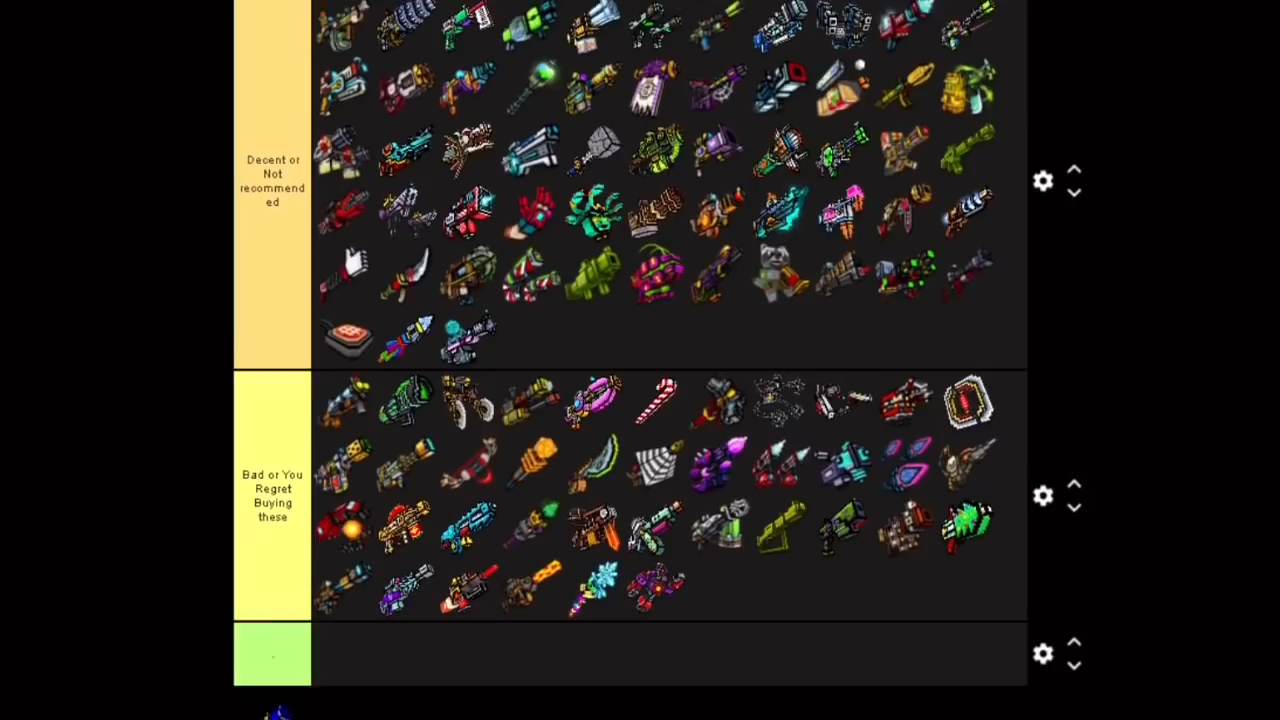 Decent or
Not
recommend
ed
Bad or You
Regret
Buying
these
.